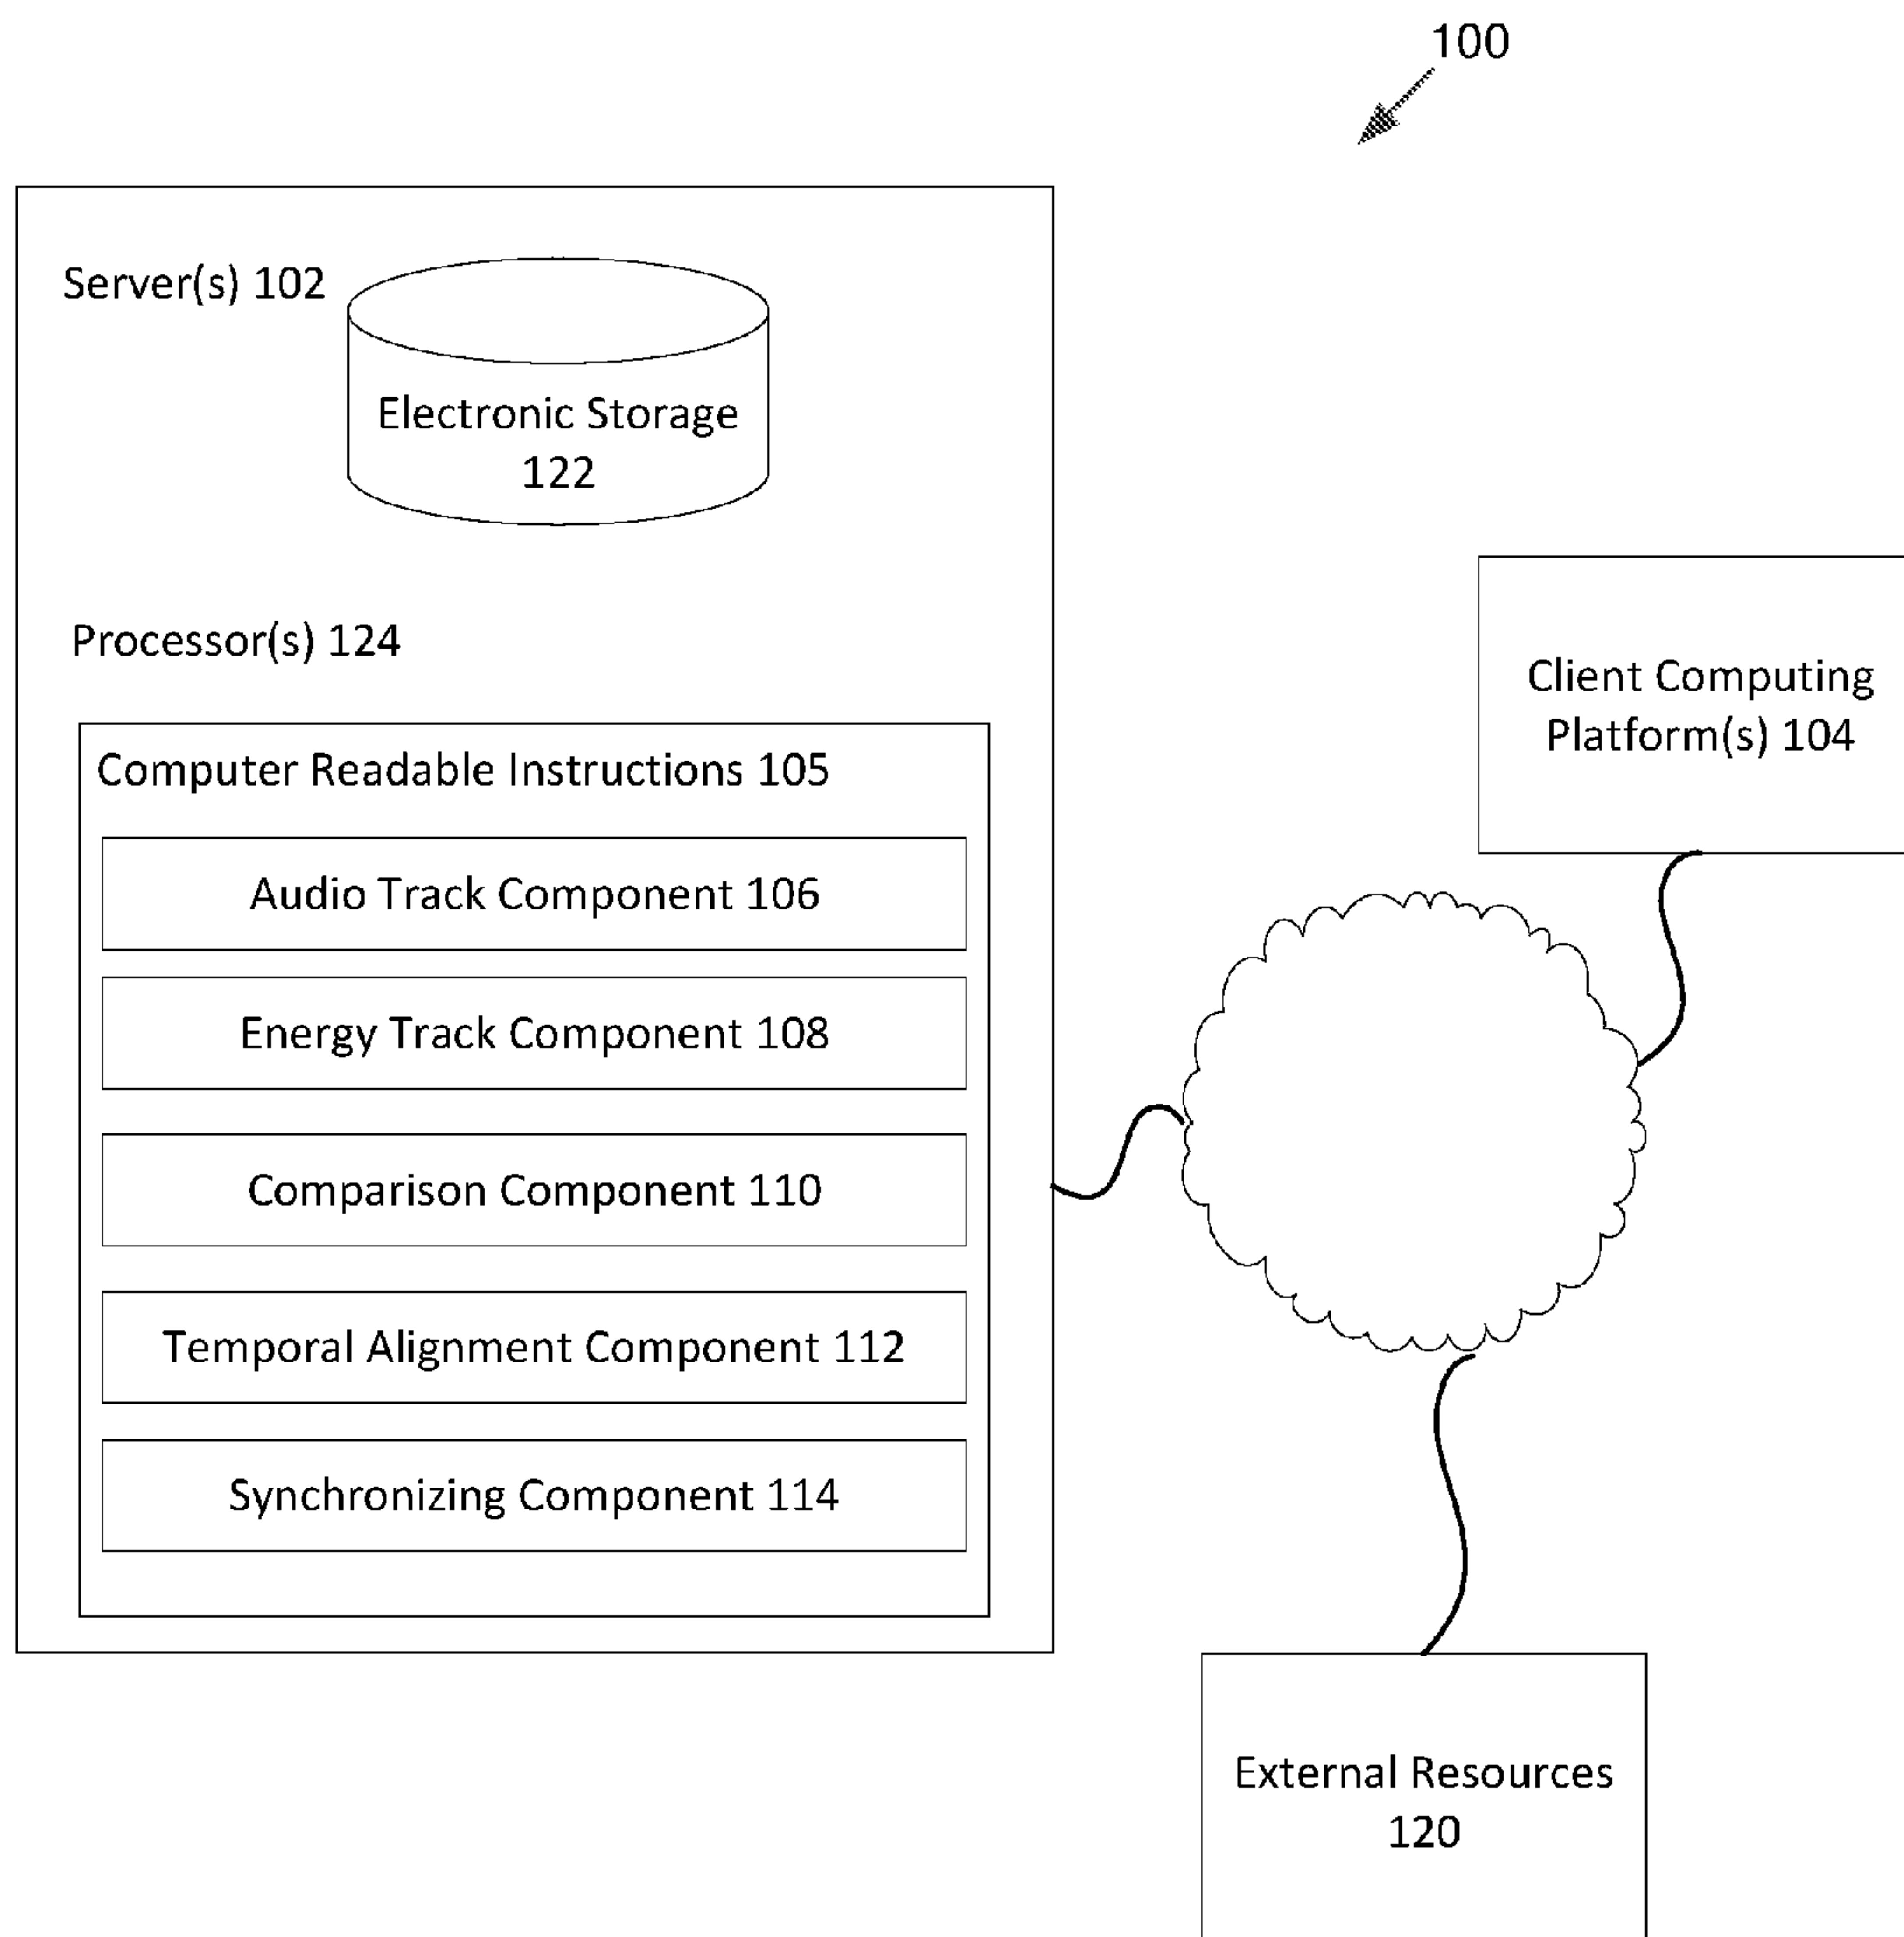 100
Server(s) 102
Electronic Storage
122
Processor(s) 124
Computer Readable Instructions 105
Audio Track Component 106
Energy Track Component 108
Comparison Component 110
Temporal Alignment Component 112
Synchronizing Component 114
Client Computing
Platform(s) 104
External Resources
120